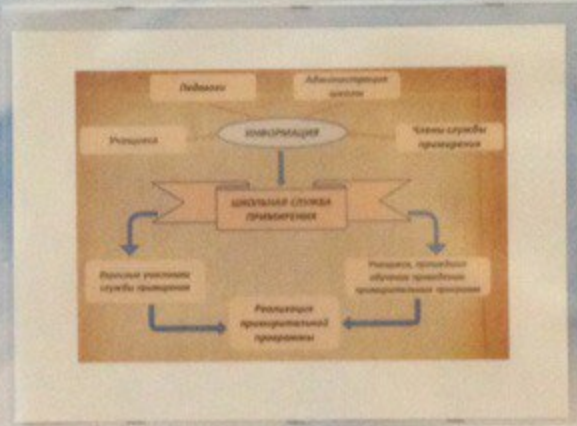 Педагоги
Администрация
школы
Учащиеся
ИНФОРМАЦИЯ
Члены службы
примирения
ШКОЛЬНАЯ СЛУЖБА
ПРИМИРЕНИЯ
Взрослые участники
службы примирения
Учащиеся, прошедшие
обучение проведению
примирительных программ
Реализация
примирительной
программы